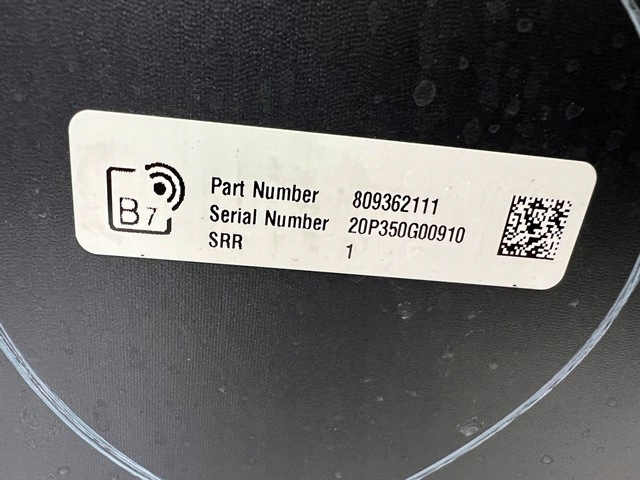 B7
Part Number 809362111
Serial Number 20P350G00910
SRR 1